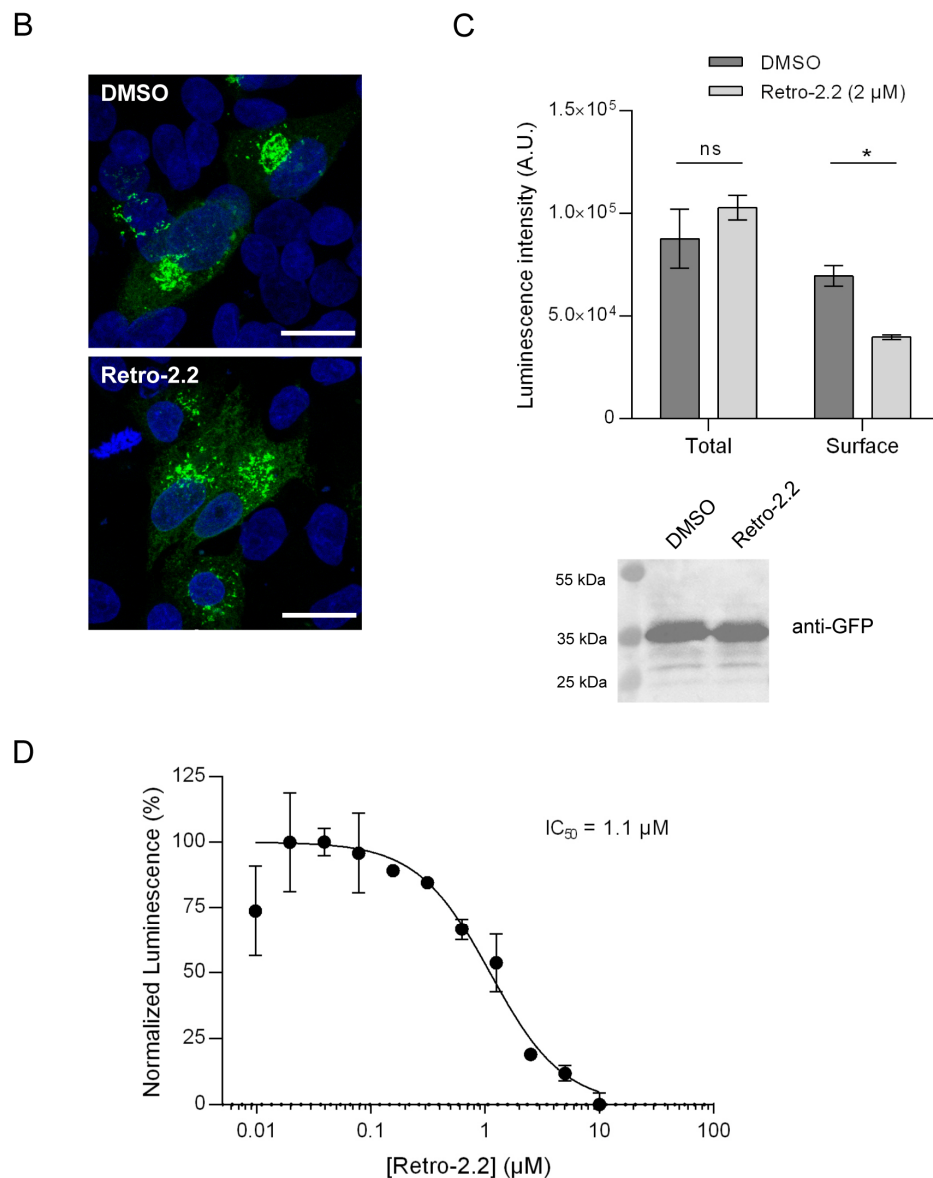 B
DMSO
Retro-2.2
C
DMSO
Retro-2.2 (2 µM)
Luminescence intensity (A.U.)
1.5×10⁵
1.0×10⁵
5.0×10⁴
0
ns
*
Total
Surface
DMSO
Retro-2.2
55 kDa
35 kDa
25 kDa
anti-GFP
D
Normalized Luminescence (%)
125
100
75
50
25
0
IC₅₀ = 1.1 µM
0.01
0.1
1
10
100
[Retro-2.2] (µM)